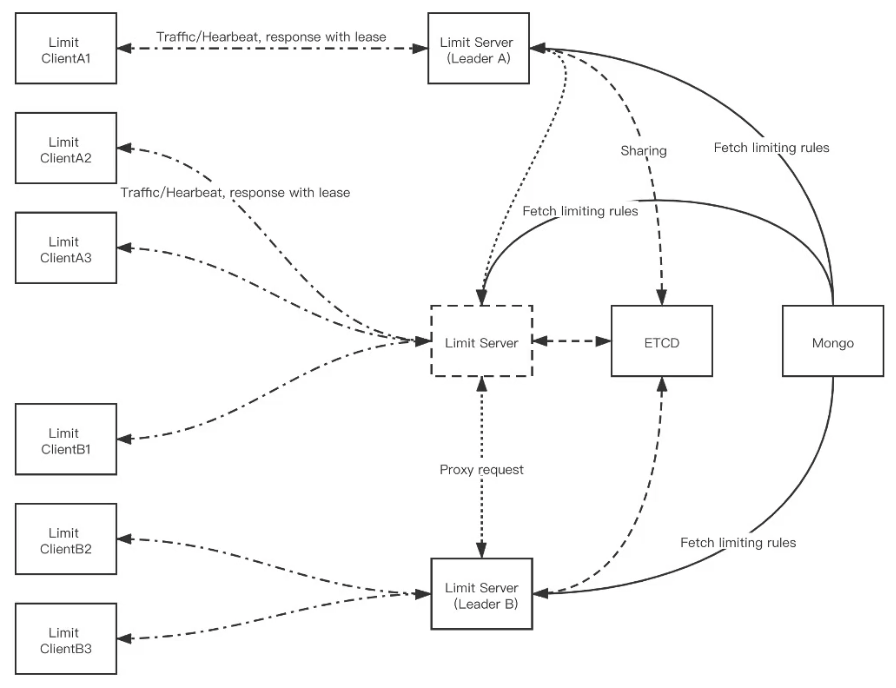 Limit
ClientA1
Traffic/Hearbeat, response with lease
Limit Server
(Leader A)
Limit
ClientA2
Sharing
Fetch limiting rules
Traffic/Hearbeat, response with lease
Limit
ClientA3
Fetch limiting rules
Limit Server
ETCD
Mongo
Limit
ClientB1
Proxy request
Limit
ClientB2
Fetch limiting rules
Limit Server
(Leader B)
Limit
ClientB3